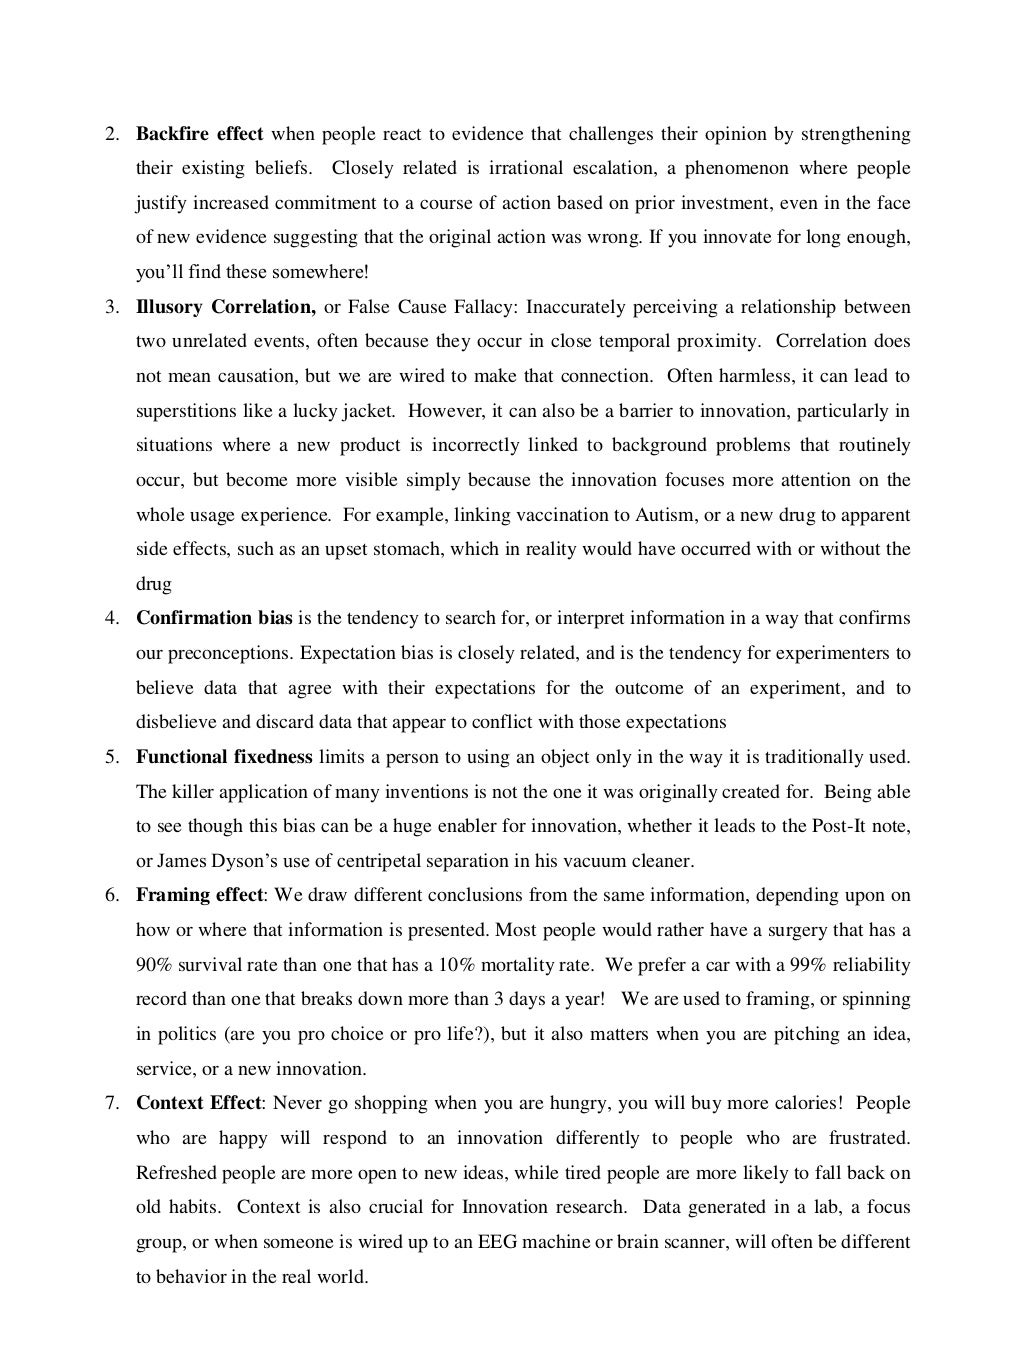 2. Backfire effect when people react to evidence that challenges their opinion by strengthening
their existing beliefs. Closely related is irrational escalation, a phenomenon where people
justify increased commitment to a course of action based on prior investment, even in the face
of new evidence suggesting that the original action was wrong. If you innovate for long enough,
you’ll find these somewhere!
3. Illusory Correlation, or False Cause Fallacy: Inaccurately perceiving a relationship between
two unrelated events, often because they occur in close temporal proximity. Correlation does
not mean causation, but we are wired to make that connection. Often harmless, it can lead to
superstitions like a lucky jacket. However, it can also be a barrier to innovation, particularly in
situations where a new product is incorrectly linked to background problems that routinely
occur, but become more visible simply because the innovation focuses more attention on the
whole usage experience. For example, linking vaccination to Autism, or a new drug to apparent
side effects, such as an upset stomach, which in reality would have occurred with or without the
drug
4. Confirmation bias is the tendency to search for, or interpret information in a way that confirms
our preconceptions. Expectation bias is closely related, and is the tendency for experimenters to
believe data that agree with their expectations for the outcome of an experiment, and to
disbelieve and discard data that appear to conflict with those expectations
5. Functional fixedness limits a person to using an object only in the way it is traditionally used.
The killer application of many inventions is not the one it was originally created for. Being able
to see though this bias can be a huge enabler for innovation, whether it leads to the Post-It note,
or James Dyson’s use of centripetal separation in his vacuum cleaner.
6. Framing effect: We draw different conclusions from the same information, depending upon on
how or where that information is presented. Most people would rather have a surgery that has a
90% survival rate than one that has a 10% mortality rate. We prefer a car with a 99% reliability
record than one that breaks down more than 3 days a year! We are used to framing, or spinning
in politics (are you pro choice or pro life?), but it also matters when you are pitching an idea,
service, or a new innovation.
7. Context Effect: Never go shopping when you are hungry, you will buy more calories! People
who are happy will respond to an innovation differently to people who are frustrated.
Refreshed people are more open to new ideas, while tired people are more likely to fall back on
old habits. Context is also crucial for Innovation research. Data generated in a lab, a focus
group, or when someone is wired up to an EEG machine or brain scanner, will often be different
to behavior in the real world.